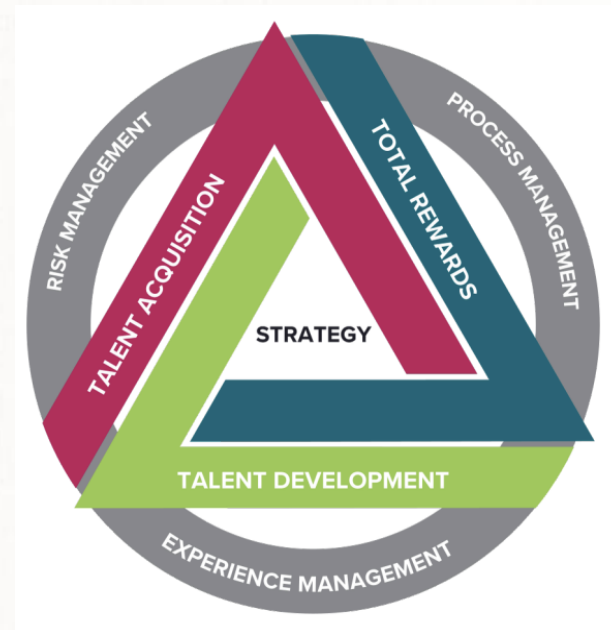 RISK MANAGEMENT
PROCESS MANAGEMENT
TALENT ACQUISITION
TOTAL REWARDS
STRATEGY
TALENT DEVELOPMENT
EXPERIENCE MANAGEMENT